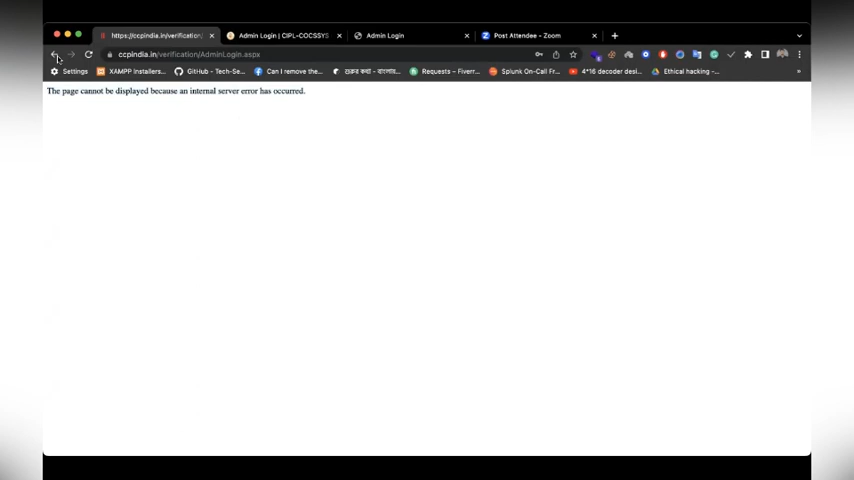 https://ccpindia.in/verification/
Admin Login | CIPL-COCSSYS
Admin Login
Post Attendee - Zoom
ccpindia.in/verification/AdminLogin.aspx
Settings
XAMPP Installers...
GitHub - Tech-Se...
Can I remove the...
গুরুর কথা - বাংলায়...
Requests – Fiverr...
Splunk On-Call Fr...
4*16 decoder desi...
Ethical hacking -...
»
The page cannot be displayed because an internal server error has occurred.